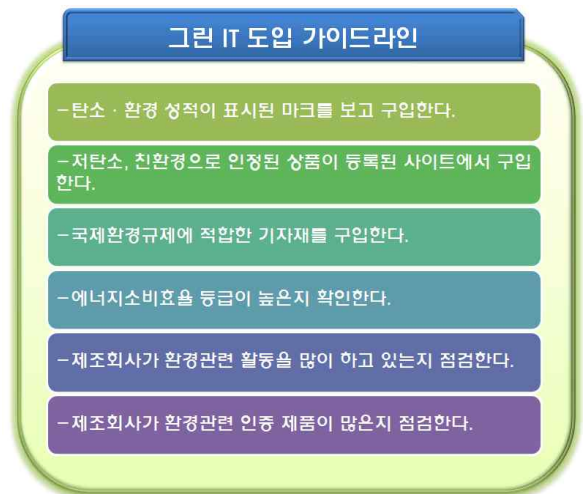 그린 IT 도입 가이드라인
-탄소 · 환경 성적이 표시된 마크를 보고 구입한다.
-저탄소, 친환경으로 인정된 상품이 등록된 사이트에서 구입
한다.
-국제환경규제에 적합한 기자재를 구입한다.
-에너지소비효율 등급이 높은지 확인한다.
-제조회사가 환경관련 활동을 많이 하고 있는지 점검한다.
-제조회사가 환경관련 인증 제품이 많은지 점검한다.